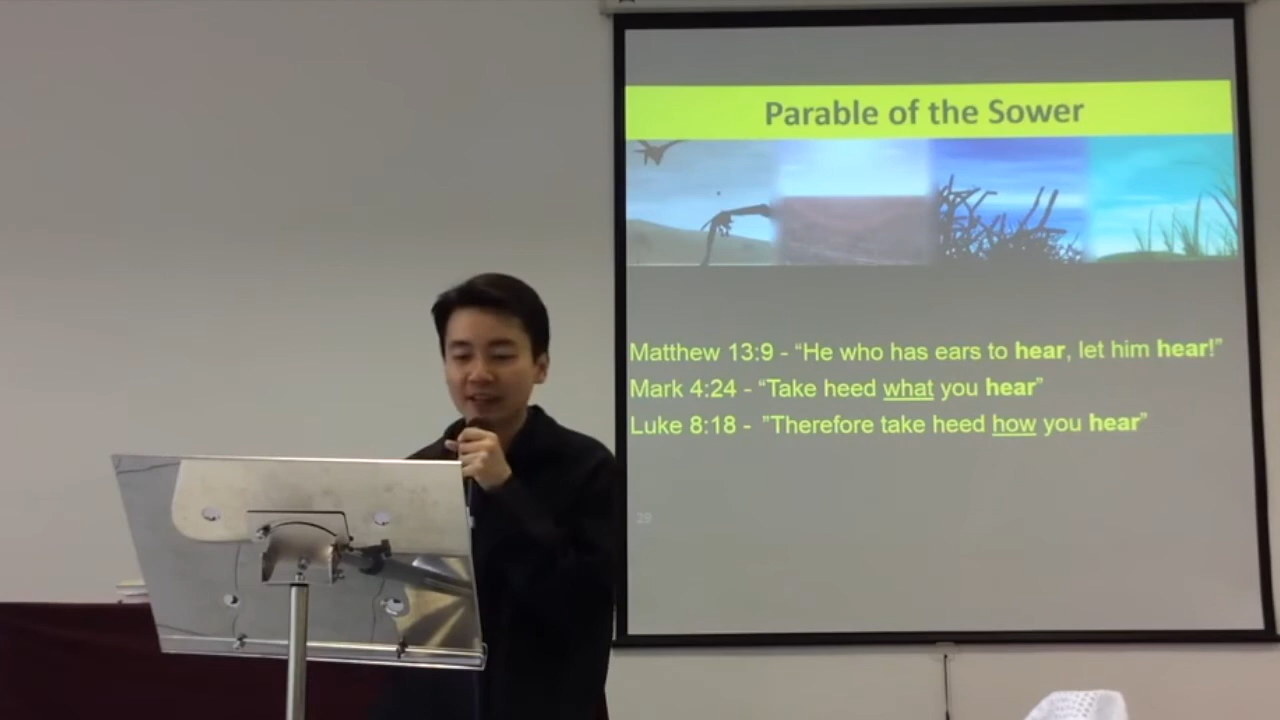 Parable of the Sower
Matthew 13:9 - “He who has ears to hear, let him hear!”
Mark 4:24 - “Take heed what you hear”
Luke 8:18 - ”Therefore take heed how you hear”
29